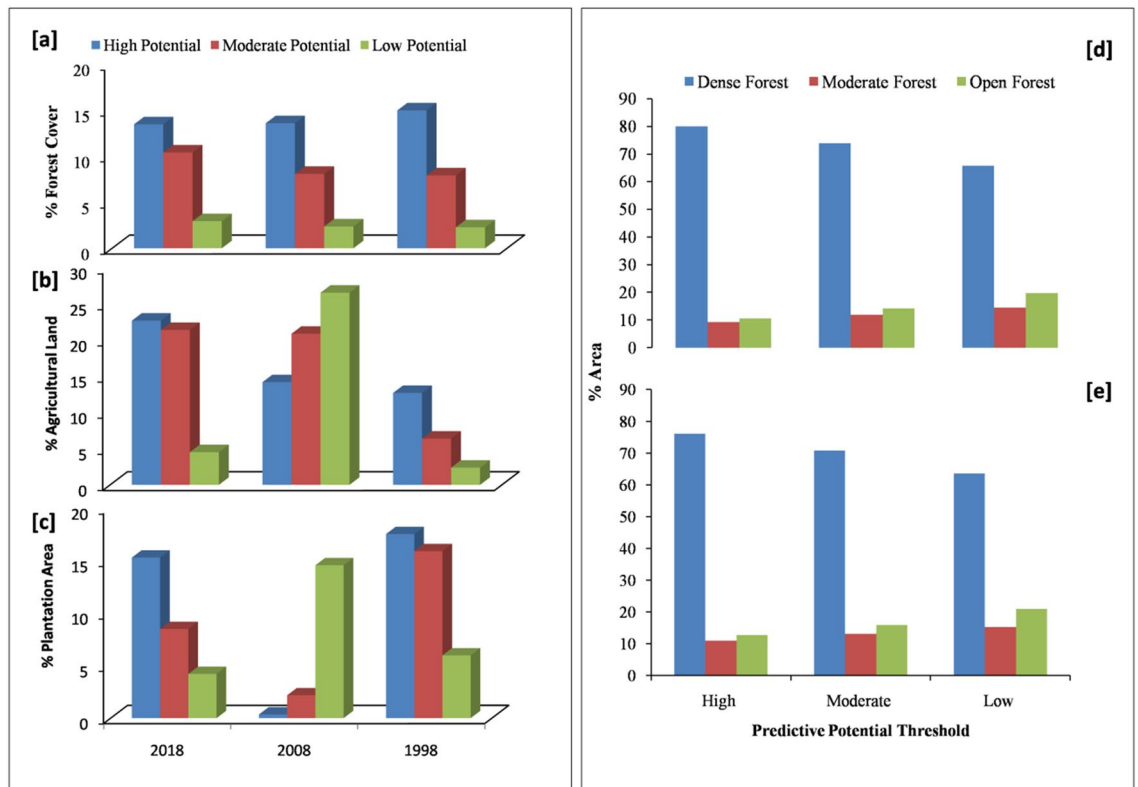 [a]
High Potential Moderate Potential Low Potential
% Forest Cover
20
15
10
5
0
[b]
% Agricultural Land
30
25
20
15
10
5
0
[c]
% Plantation Area
20
15
10
5
0
2018 2008 1998
[d]
Dense Forest Moderate Forest Open Forest
90
80
70
60
50
40
30
20
10
0
% Area
[e]
90
80
70
60
50
40
30
20
10
0
High Moderate Low
Predictive Potential Threshold